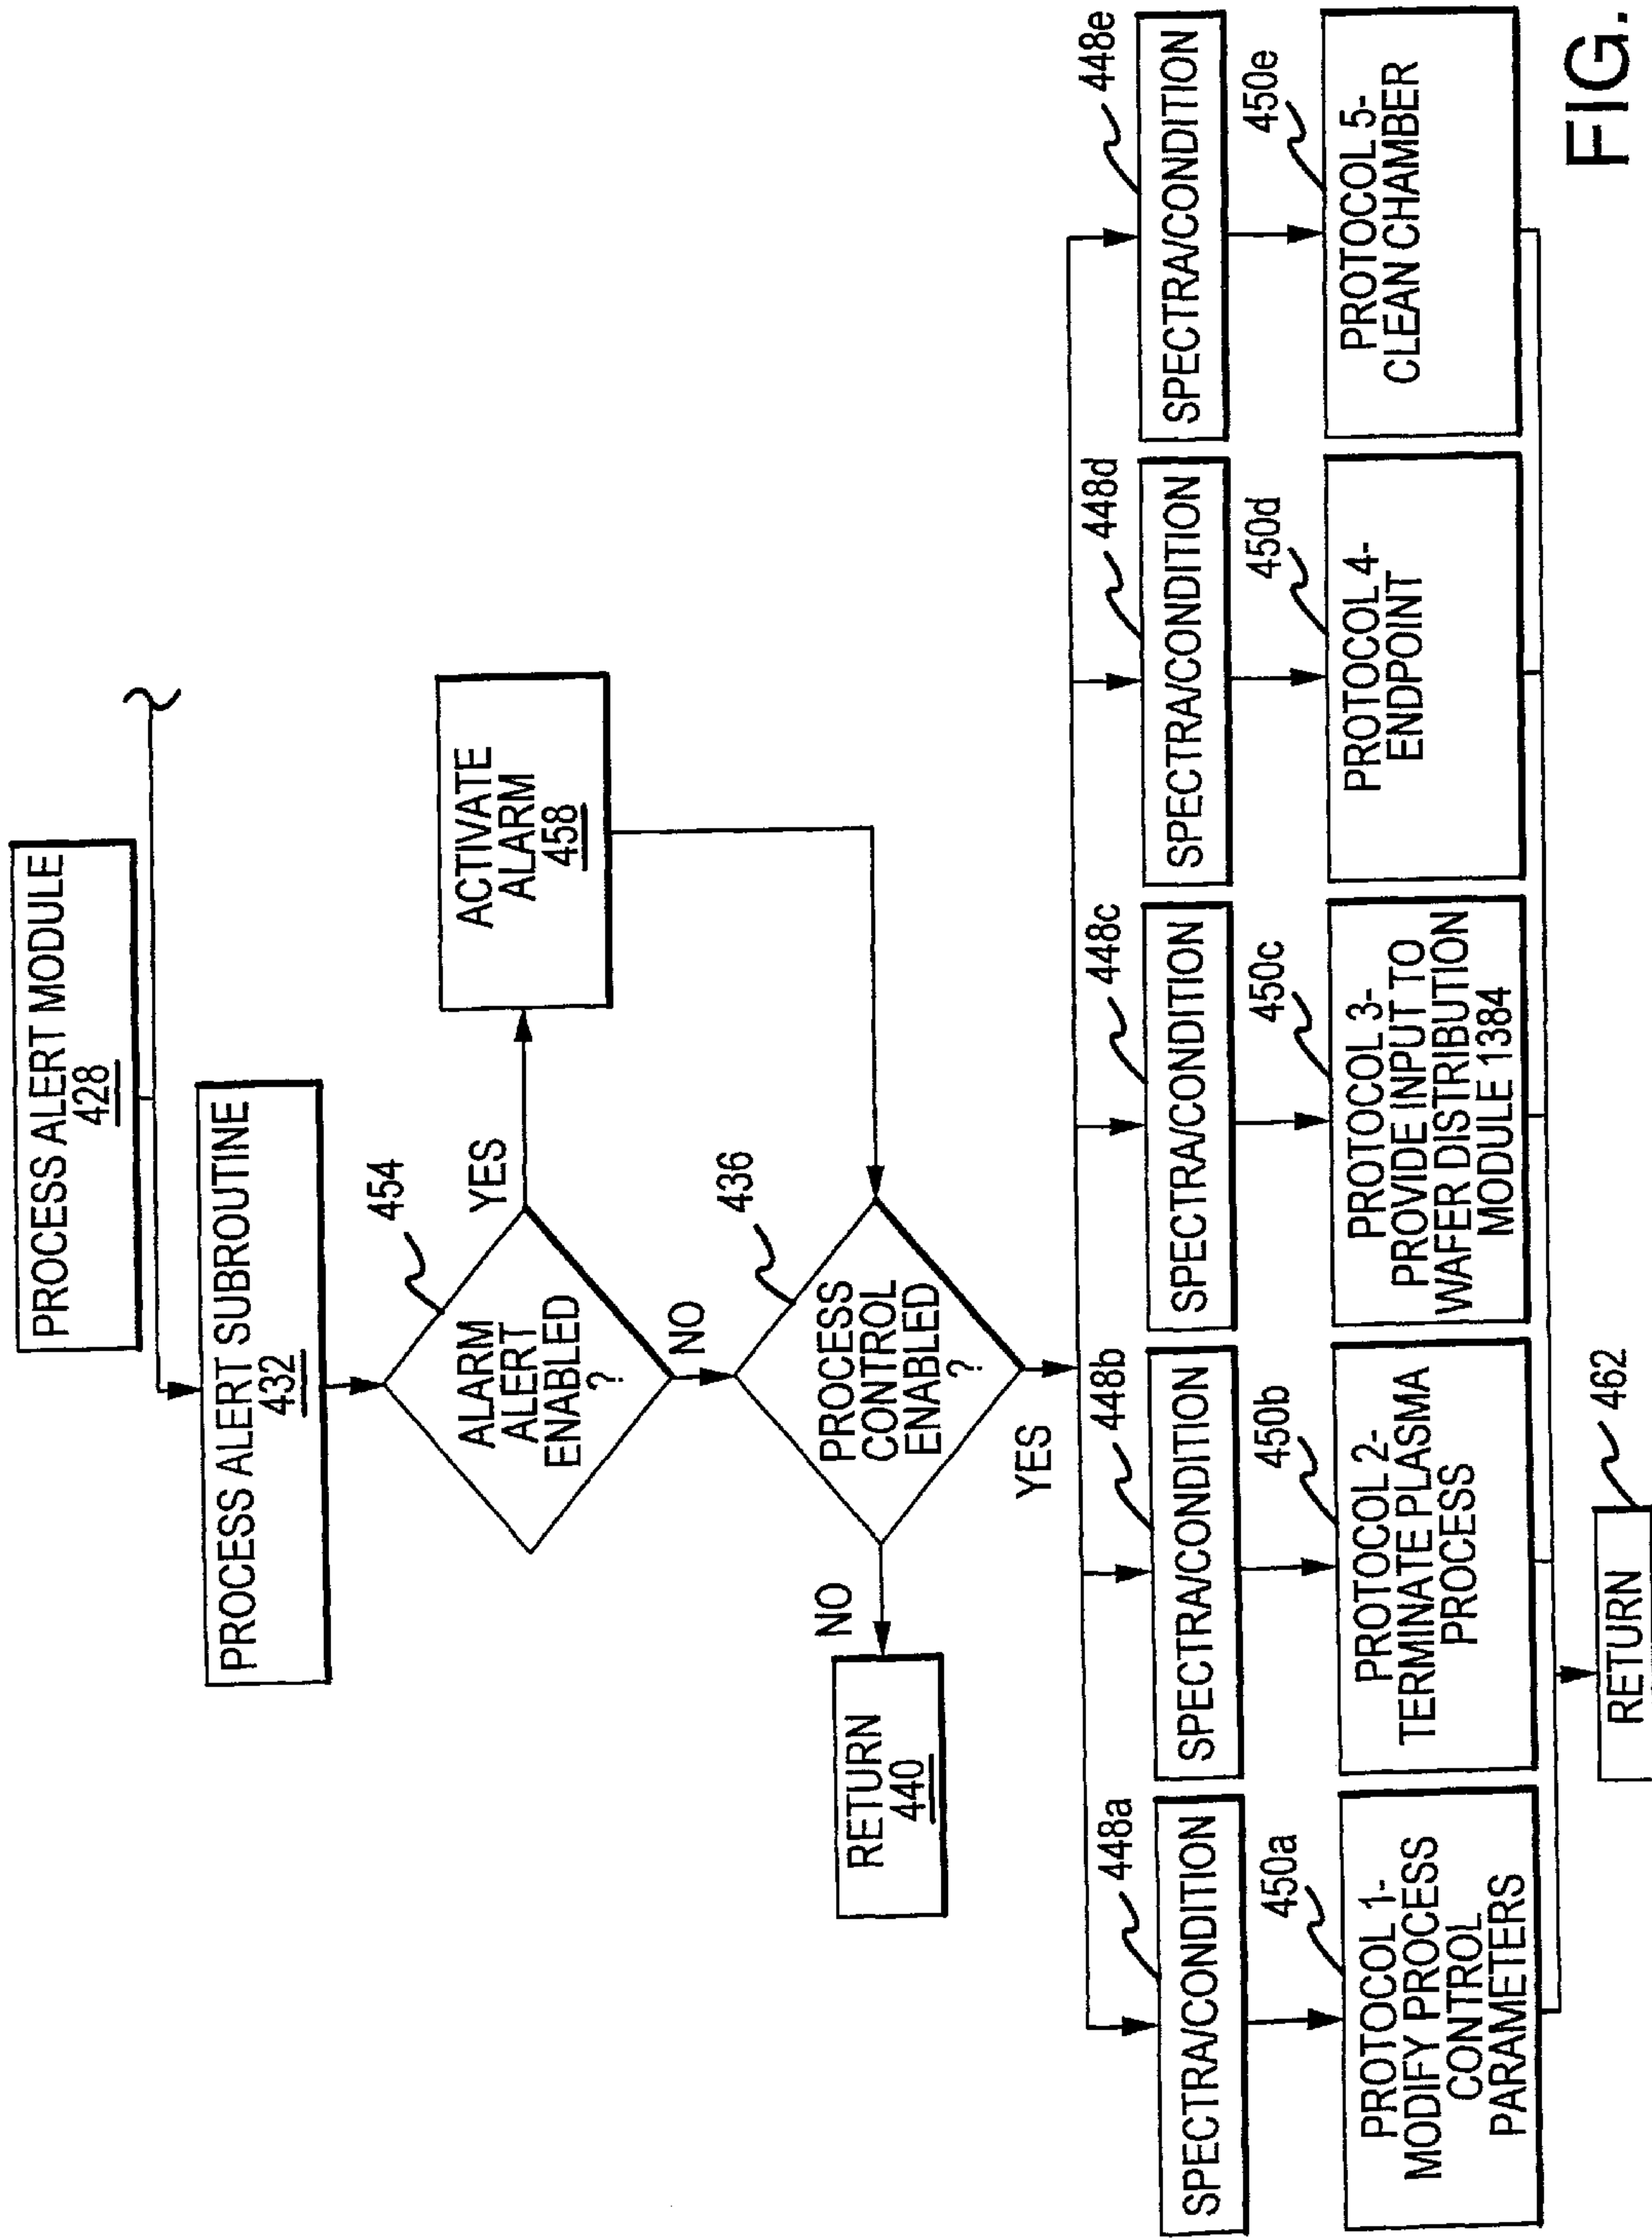 PROCESS ALERT MODULE
428
PROCESS ALERT SUBROUTINE
432
454
ALARM
ALERT
ENABLED
?
YES
ACTIVATE
ALARM
458
NO
436
PROCESS
CONTROL
ENABLED
?
NO
RETURN
440
YES
448a
SPECTRA/CONDITION
448b
SPECTRA/CONDITION
448c
SPECTRA/CONDITION
448d
SPECTRA/CONDITION
448e
SPECTRA/CONDITION
450a
PROTOCOL 1-
MODIFY PROCESS
CONTROL
PARAMETERS
450b
PROTOCOL 2-
TERMINATE PLASMA
PROCESS
450c
PROTOCOL 3-
PROVIDE INPUT TO
WAFER DISTRIBUTION
MODULE 1384
450d
PROTOCOL 4-
ENDPOINT
450e
PROTOCOL 5-
CLEAN CHAMBER
RETURN
462
FIG.